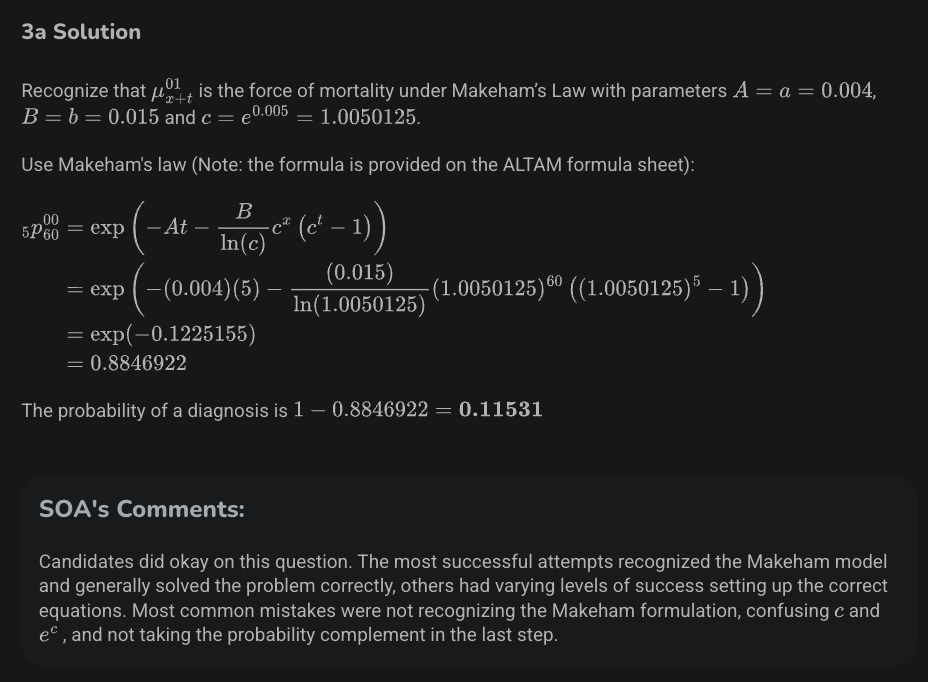 3a Solution
Recognize that $\mu_{x+t}^{01}$ is the force of mortality under Makeham’s Law with parameters $A = a = 0.004$,
$B = b = 0.015$ and $c = e^{0.005} = 1.0050125$.
Use Makeham's law (Note: the formula is provided on the ALTAM formula sheet):
${}_5p_{60}^{00} = \exp\left(-At - \frac{B}{\ln(c)}c^x\left(c^t - 1\right)\right)$
$= \exp\left(-(0.004)(5) - \frac{(0.015)}{\ln(1.0050125)}(1.0050125)^{60}\left((1.0050125)^5 - 1\right)\right)$
$= \exp(-0.1225155)$
$= 0.8846922$
The probability of a diagnosis is $1 - 0.8846922 = \mathbf{0.11531}$
SOA's Comments:
Candidates did okay on this question. The most successful attempts recognized the Makeham model
and generally solved the problem correctly, others had varying levels of success setting up the correct
equations. Most common mistakes were not recognizing the Makeham formulation, confusing $c$ and
$e^c$ , and not taking the probability complement in the last step.